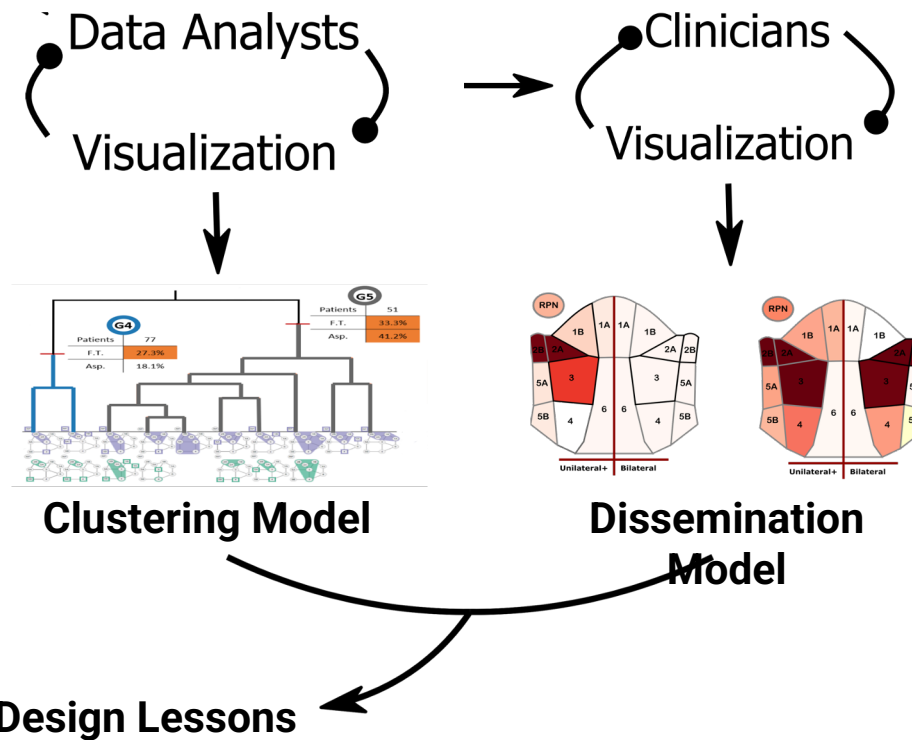 Data Analysts
Visualization
Clinicians
Visualization
G4
Patients 77
F.T. 27.3%
Asp. 18.1%
G5
Patients 51
F.T. 33.3%
Asp. 41.2%
RPN
1B 1A 1A 1B
2B 2A 2A 2B
5A 3 3 5A
5B 4 6 6 4 5B
Unilateral+ Bilateral
RPN
1B 1A 1A 1B
2B 2A 2A
5A 3 3 5
5B 4 6 6 4 5
Unilateral+ Bilateral
Clustering Model
Dissemination
Model
Design Lessons